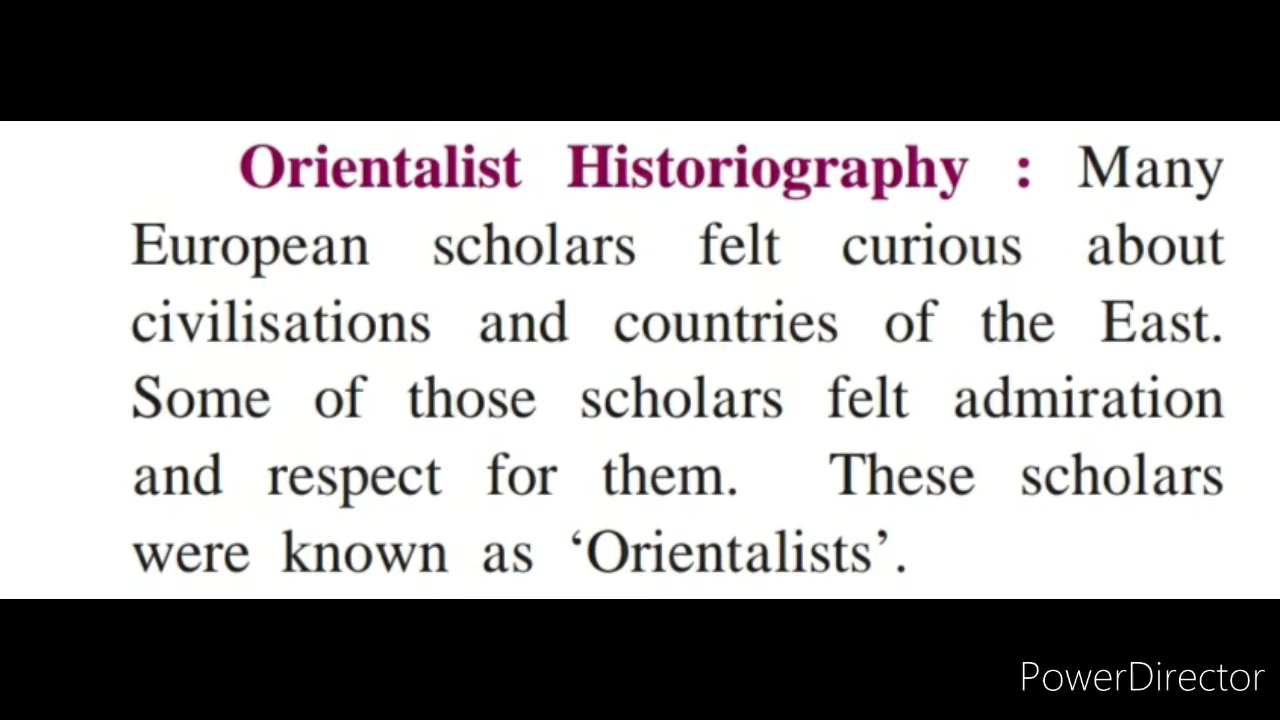 Orientalist Historiography : Many
European scholars felt curious about
civilisations and countries of the East.
Some of those scholars felt admiration
and respect for them. These scholars
were known as ‘Orientalists’.
PowerDirector